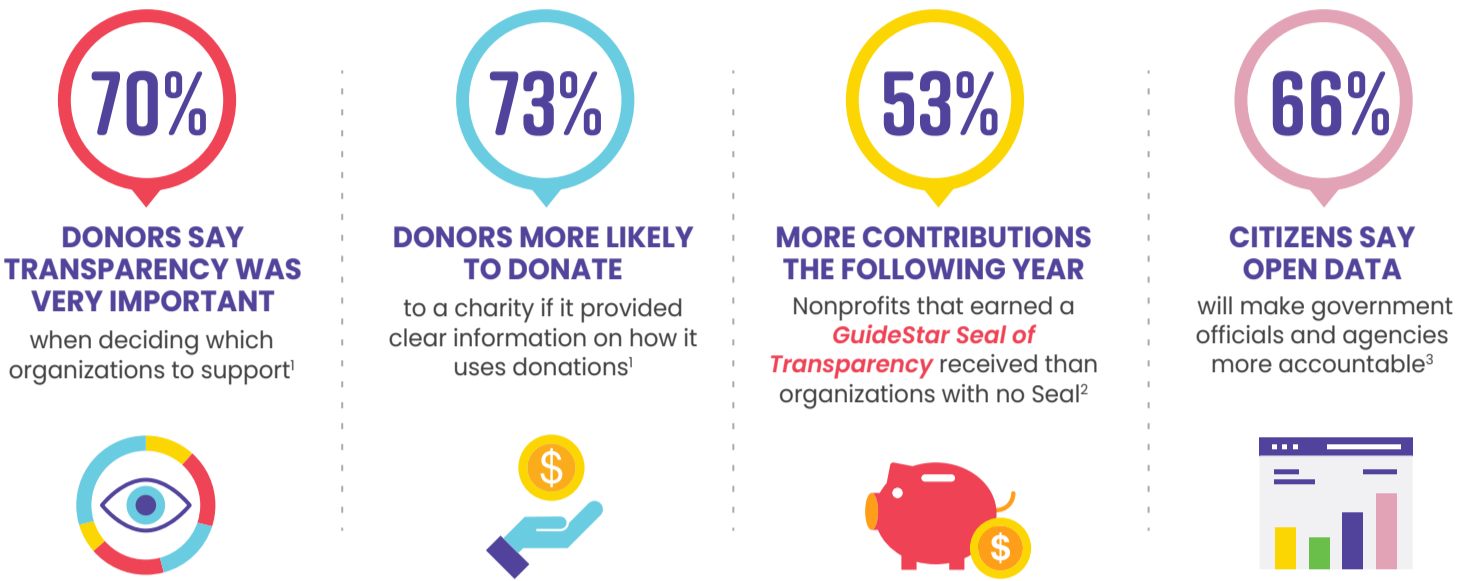 70%
DONORS SAY
TRANSPARENCY WAS
VERY IMPORTANT
when deciding which
organizations to support¹
73%
DONORS MORE LIKELY
TO DONATE
to a charity if it provided
clear information on how it
uses donations¹
$
53%
MORE CONTRIBUTIONS
THE FOLLOWING YEAR
Nonprofits that earned a
GuideStar Seal of
Transparency received than
organizations with no Seal²
$
66%
CITIZENS SAY
OPEN DATA
will make government
officials and agencies
more accountable³